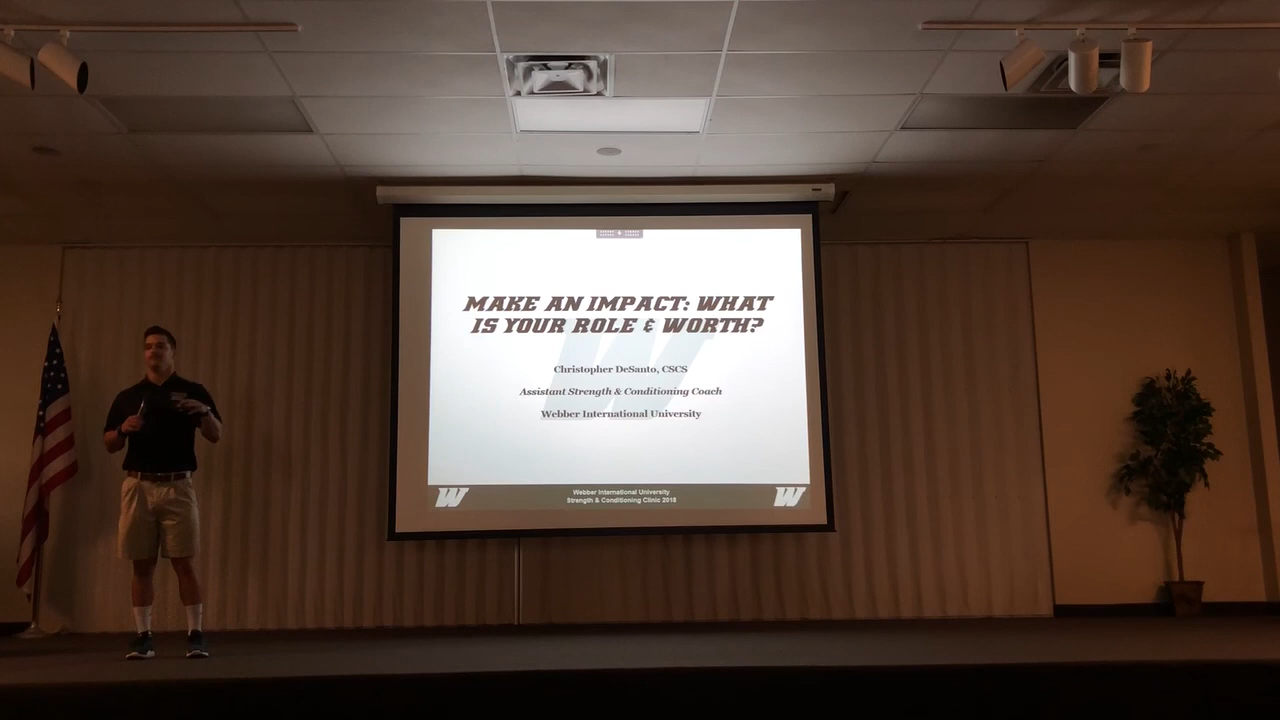 MAKE AN IMPACT: WHAT
IS YOUR ROLE & WORTH?
Christopher DeSanto, CSCS
Assistant Strength & Conditioning Coach
Webber International University
W
Webber International University
Strength & Conditioning Clinic 2018
W